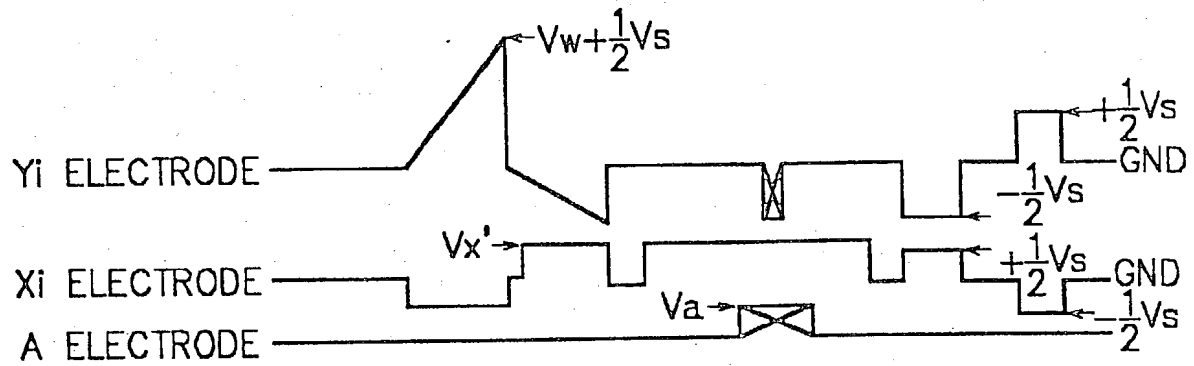 Vw+1/2Vs
+1/2Vs
Yi ELECTRODE
GND
-1/2Vs
Vx'
Xi ELECTRODE
+1/2Vs
GND
Va
-1/2Vs
A ELECTRODE